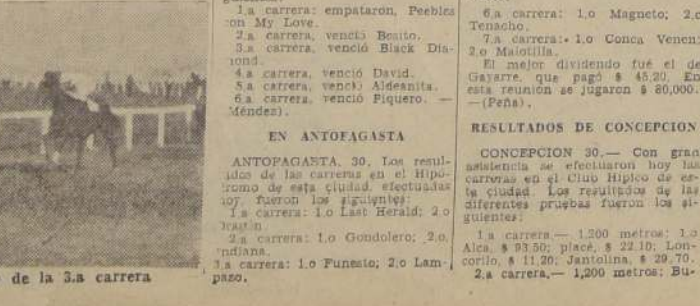 de la 3.a carrera
1.a carrera: empataron, Peebles
con My Love.
2.a carrera, venció Benito.
3.a carrera, venció Black Dia-
mond.
4.a carrera, venció David.
5.a carrera, venció Aldeanita.
6.a carrera, venció Piquero. —
Méndez).
EN ANTOFAGASTA
ANTOFAGASTA, 30. Los resul-
tados de las carreras en el Hipó-
dromo de esta ciudad, efectuadas
hoy, fueron los siguientes:
1.a carrera: 1.o Last Herald; 2.o
Dragón.
2.a carrera: 1.o Gondolero; 2.o,
Indiana.
3.a carrera: 1.o Funesto; 2.o Lam-
pazo.
6.a carrera: 1.o Magneto; 2.o
Tenacho.
7.a carrera: 1.o Conca Venen;
2.o Malotilla.
El mejor dividendo fué el de
Gayarre, que pagó $ 45,20. En
esta reunión se jugaron $ 80,000.
—(Peña).
RESULTADOS DE CONCEPCION
CONCEPCION 30.— Con gran
asistencia se efectuaron hoy las
carreras en el Club Hípico de es-
ta ciudad. Los resultados de las
diferentes pruebas fueron los si-
guientes:
1.a carrera.— 1.200 metros: 1.o
Alca, $ 93.50; placé, $ 22.10; Lon-
corilo, $ 11.20; Jantolina, $ 29.70.
2.a carrera.— 1,200 metros: Bu-